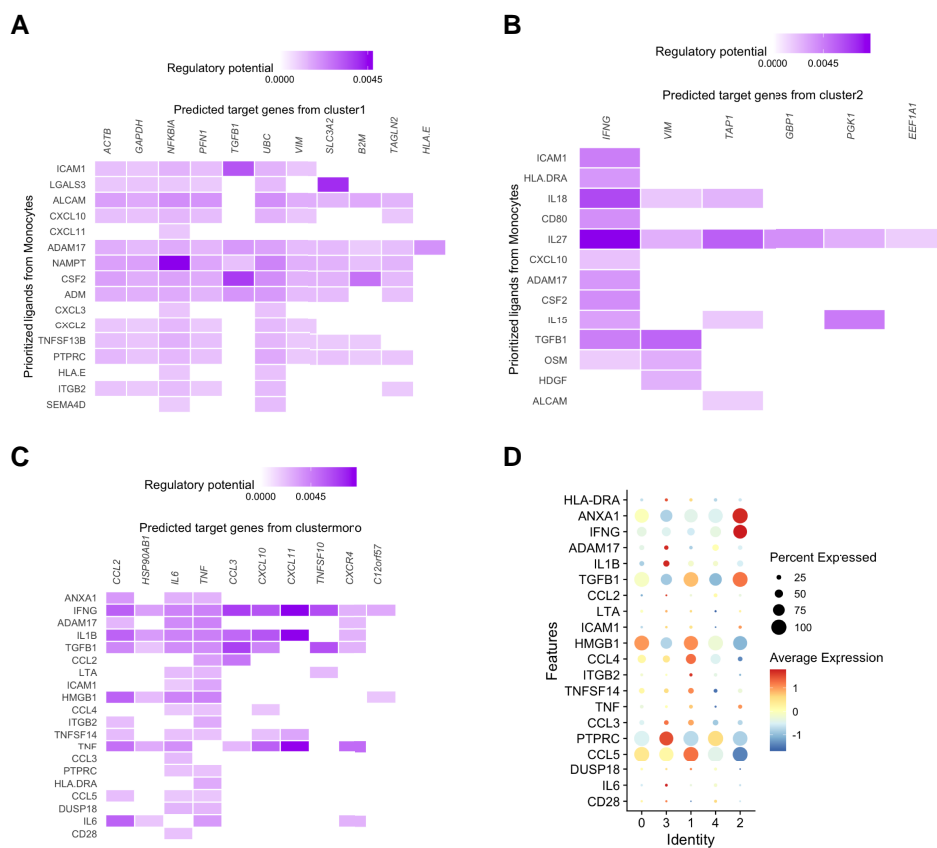 A
Regulatory potential
0.0000 0.0045
Predicted target genes from cluster1
ACTB GAPDH NFKBIA PFN1 TGFB1 UBC VIM SLC3A2 B2M TAGLN2 HLA.E
Prioritized ligands from Monocytes
ICAM1
LGALS3
ALCAM
CXCL10
CXCL11
ADAM17
NAMPT
CSF2
ADM
CXCL3
CXCL2
TNFSF13B
PTPRC
HLA.E
ITGB2
SEMA4D
B
Regulatory potential
0.0000 0.0045
Predicted target genes from cluster2
IFNG VIM TAP1 GBP1 PGK1 EEF1A1
Prioritized ligands from Monocytes
ICAM1
HLA.DRA
IL18
CD80
IL27
CXCL10
ADAM17
CSF2
IL15
TGFB1
OSM
HDGF
ALCAM
C
Regulatory potential
0.0000 0.0045
Predicted target genes from clustermono
CCL2 HSP90AB1 IL6 TNF CCL3 CXCL10 CXCL11 TNFSF10 CXCR4 C12orf57
ANXA1
IFNG
ADAM17
IL1B
TGFB1
CCL2
LTA
ICAM1
HMGB1
CCL4
ITGB2
TNFSF14
TNF
CCL3
PTPRC
HLA.DRA
CCL5
DUSP18
IL6
CD28
D
Features
HLA-DRA
ANXA1
IFNG
ADAM17
IL1B
TGFB1
CCL2
LTA
ICAM1
HMGB1
CCL4
ITGB2
TNFSF14
TNF
CCL3
PTPRC
CCL5
DUSP18
IL6
CD28
0 3 1 4 2
Identity
Percent Expressed
25
50
75
100
Average Expression
1
0
-1